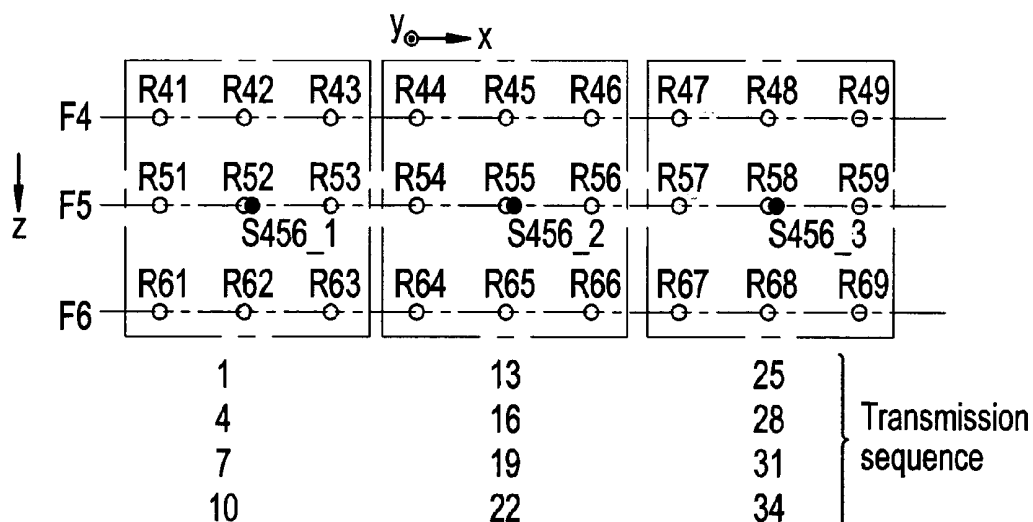 y x
R41 R42 R43 R44 R45 R46 R47 R48 R49
F4
R51 R52 R53 R54 R55 R56 R57 R58 R59
F5
z
S456_1 S456_2 S456_3
R61 R62 R63 R64 R65 R66 R67 R68 R69
F6
1 13 25
4 16 28
7 19 31
10 22 34
Transmission
sequence